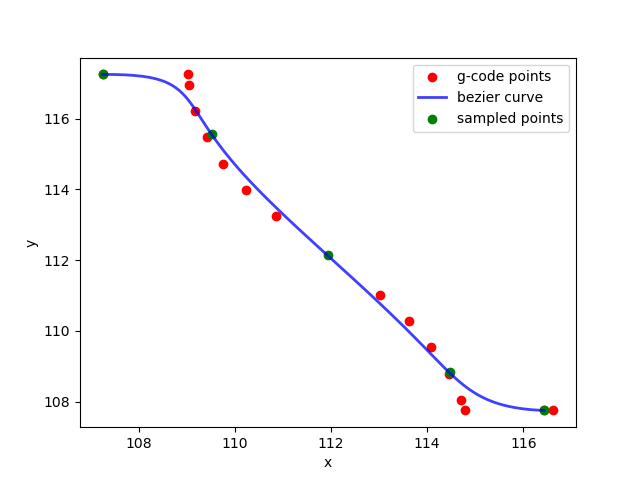 g-code points
bezier curve
sampled points
116
114
112
110
108
y
108
110
112
114
116
x